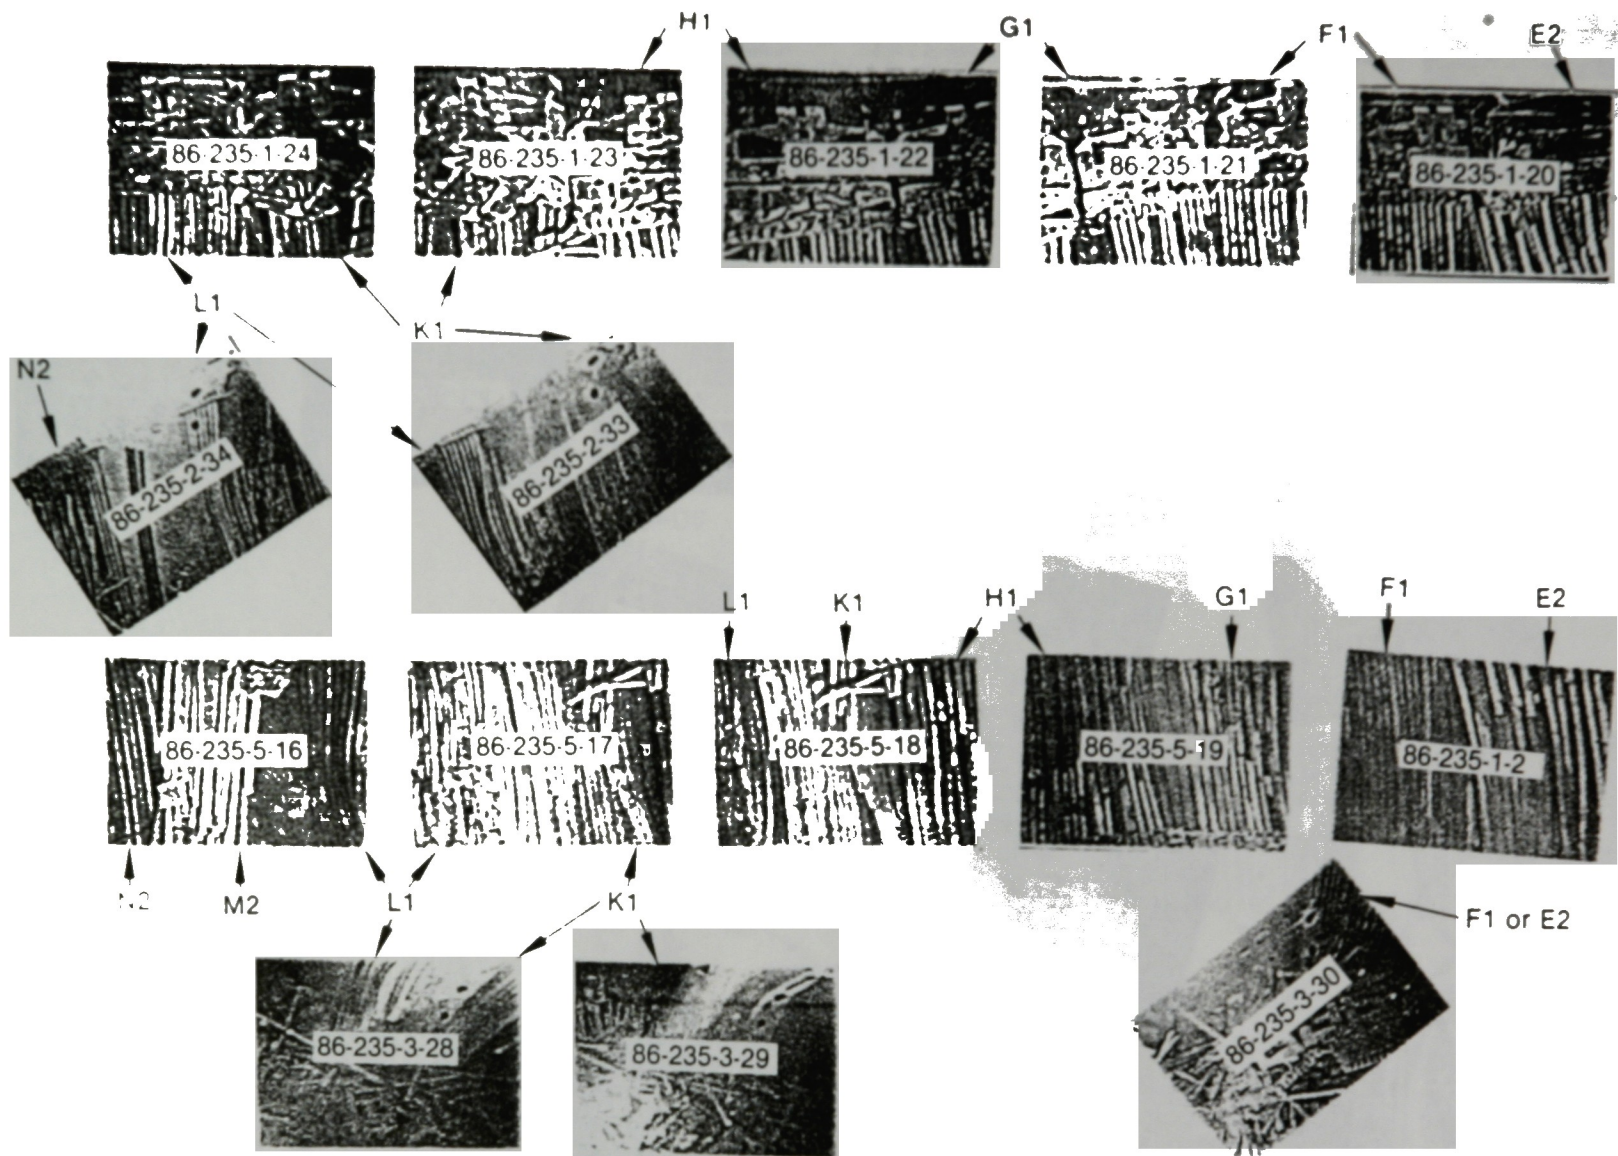 H1 G1 F1 E2
86-235-1-24 86-235-1-23 86-235-1-22 86-235-1-21 86-235-1-20
L1 K1
N2
86-235-2-34 86-235-2-33
L1 K1 H1 G1 F1 E2
86-235-5-16 86-235-5-17 86-235-5-18 86-235-5-19 86-235-1-2
N2 M2 L1 K1 F1 or E2
86-235-3-28 86-235-3-29 86-235-3-30